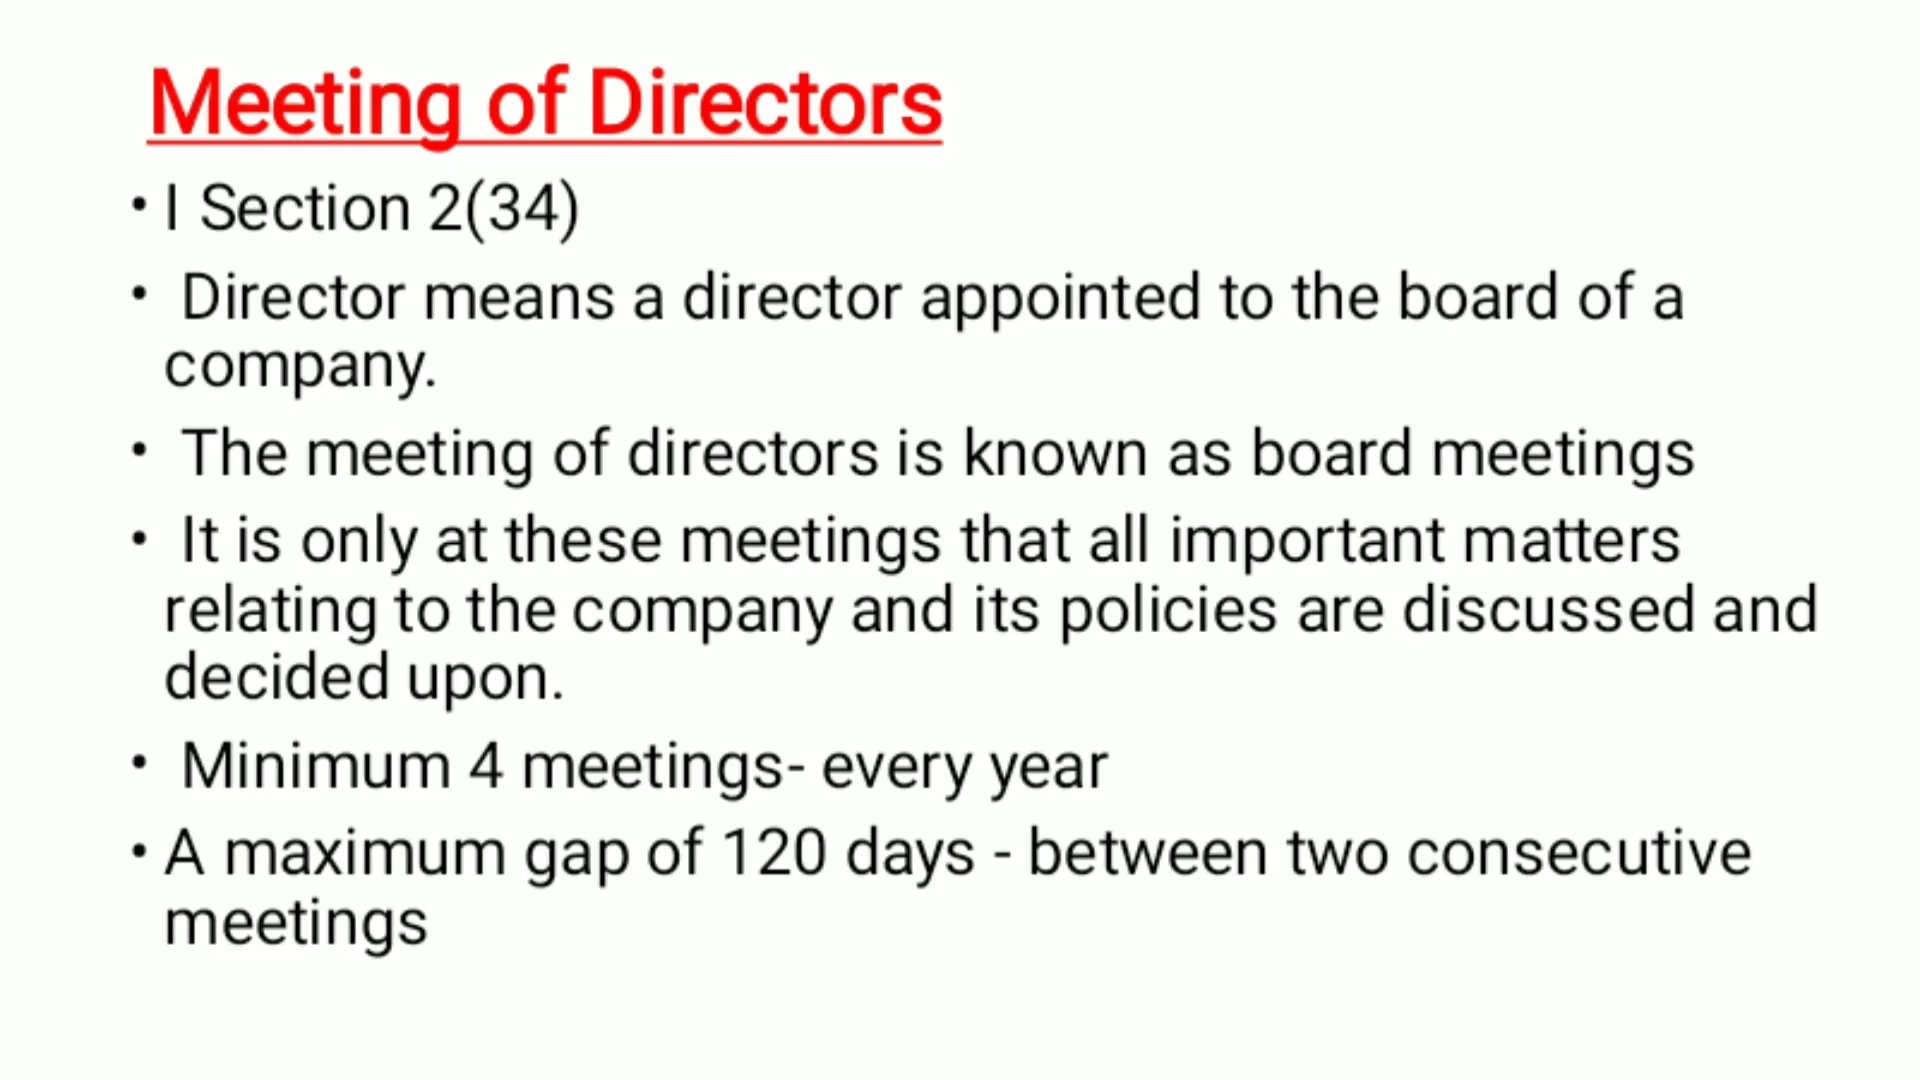 Meeting of Directors
• I Section 2(34)
• Director means a director appointed to the board of a
company.
• The meeting of directors is known as board meetings
• It is only at these meetings that all important matters
relating to the company and its policies are discussed and
decided upon.
• Minimum 4 meetings- every year
• A maximum gap of 120 days - between two consecutive
meetings